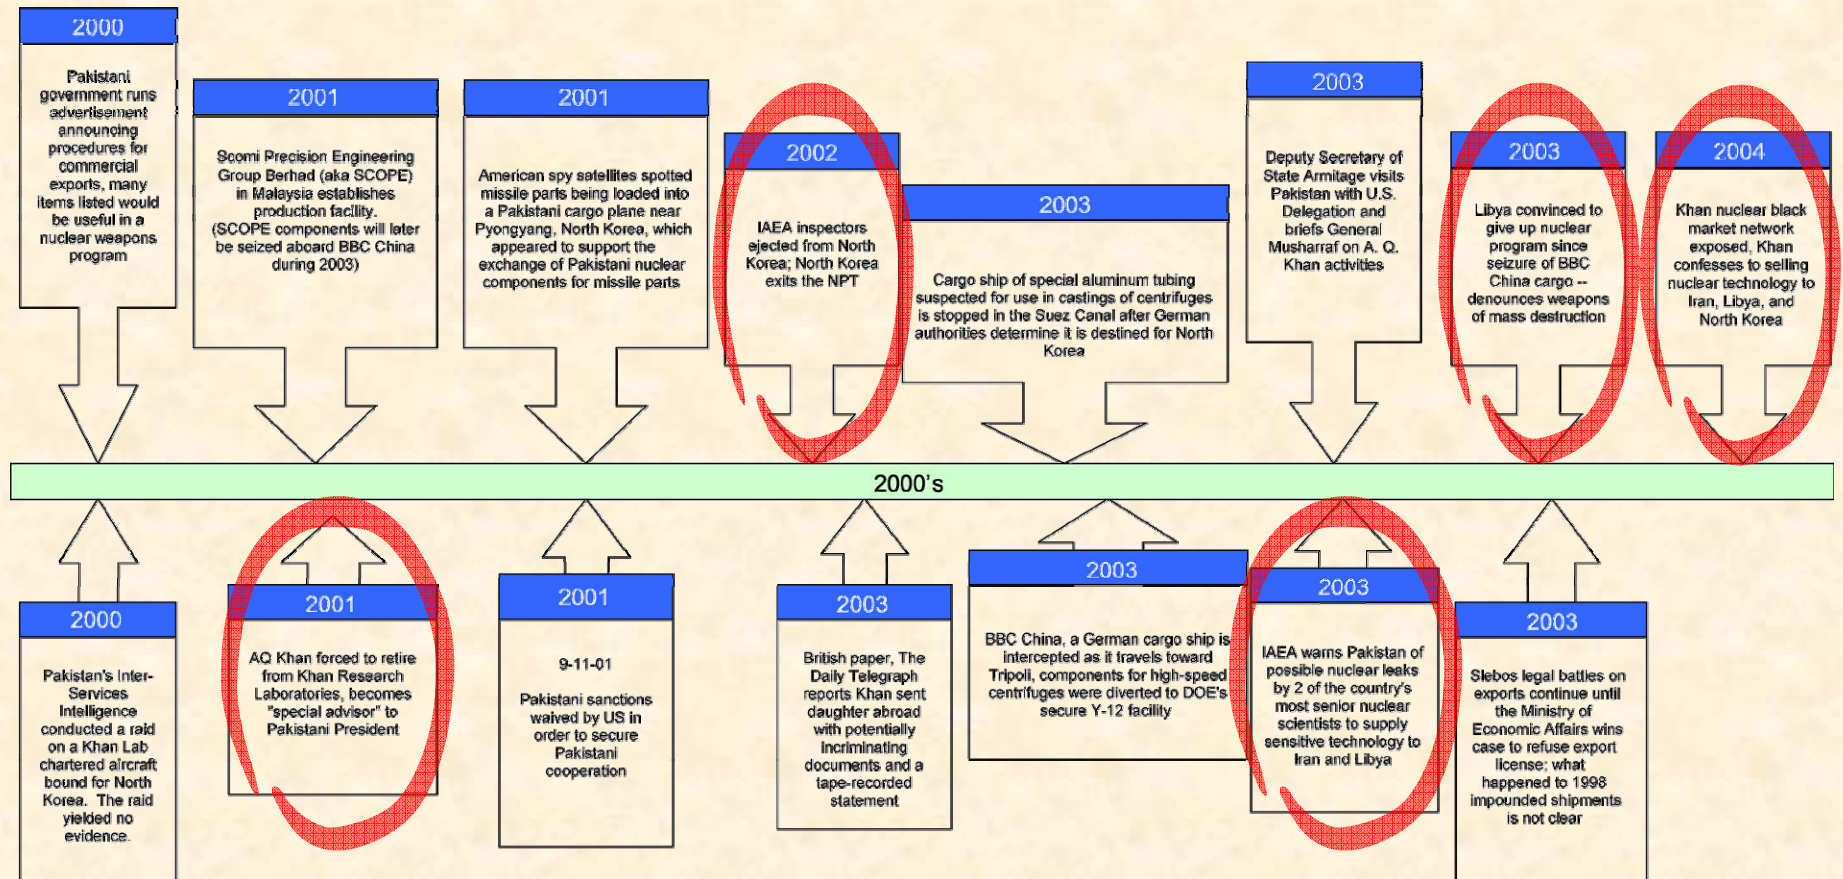 2000
Pakistani
government runs
advertisement
announcing
procedures for
commercial
exports, many
items listed would
be useful in a
nuclear weapons
program
2001
Scomi Precision Engineering
Group Berhad (aka SCOPE)
in Malaysia establishes
production facility.
(SCOPE components will later
be seized aboard BBC China
during 2003)
2001
American spy satellites spotted
missile parts being loaded into
a Pakistani cargo plane near
Pyongyang, North Korea, which
appeared to support the
exchange of Pakistani nuclear
components for missile parts
2002
IAEA inspectors
ejected from North
Korea; North Korea
exits the NPT
2003
Cargo ship of special aluminum tubing
suspected for use in castings of centrifuges
is stopped in the Suez Canal after German
authorities determine it is destined for North
Korea
2003
Deputy Secretary of
State Armitage visits
Pakistan with U.S.
Delegation and
briefs General
Musharraf on A. Q.
Khan activities
2003
Libya convinced to
give up nuclear
program since
seizure of BBC
China cargo --
denounces weapons
of mass destruction
2004
Khan nuclear black
market network
exposed, Khan
confesses to selling
nuclear technology to
Iran, Libya, and
North Korea
2000's
2000
Pakistan's Inter-
Services
Intelligence
conducted a raid
on a Khan Lab
chartered aircraft
bound for North
Korea. The raid
yielded no
evidence.
2001
AQ Khan forced to retire
from Khan Research
Laboratories, becomes
"special advisor" to
Pakistani President
2001
9-11-01
Pakistani sanctions
waived by US in
order to secure
Pakistani
cooperation
2003
British paper, The
Daily Telegraph
reports Khan sent
daughter abroad
with potentially
incriminating
documents and a
tape-recorded
statement
2003
BBC China, a German cargo ship is
intercepted as it travels toward
Tripoli, components for high-speed
centrifuges were diverted to DOE's
secure Y-12 facility
2003
IAEA warns Pakistan of
possible nuclear leaks
by 2 of the country's
most senior nuclear
scientists to supply
sensitive technology to
Iran and Libya
2003
Slebos legal battles on
exports continue until
the Ministry of
Economic Affairs wins
case to refuse export
license; what
happened to 1998
impounded shipments
is not clear